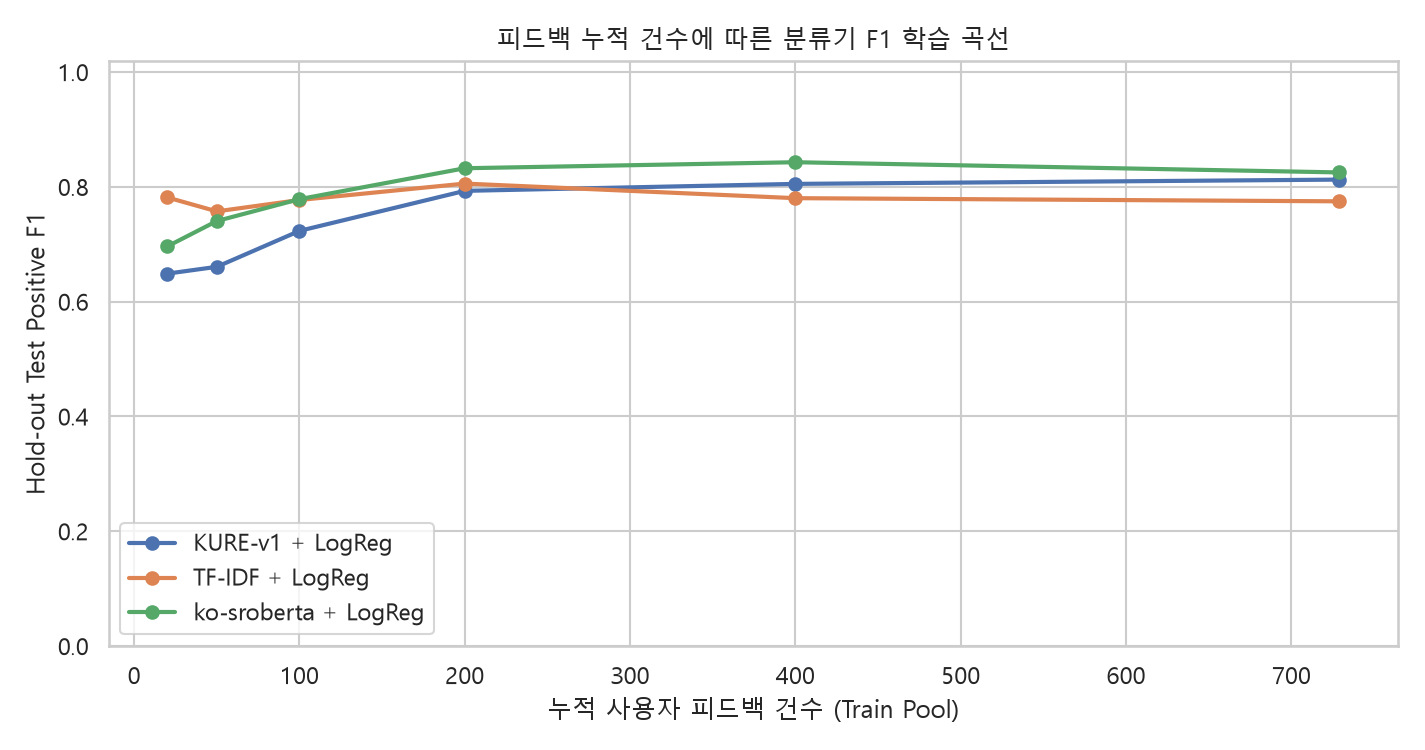 피드백 누적 건수에 따른 분류기 F1 학습 곡선
Hold-out Test Positive F1
1.0
0.8
0.6
0.4
0.2
0.0
KURE-v1 + LogReg
TF-IDF + LogReg
ko-sroberta + LogReg
0 100 200 300 400 500 600 700
누적 사용자 피드백 건수 (Train Pool)